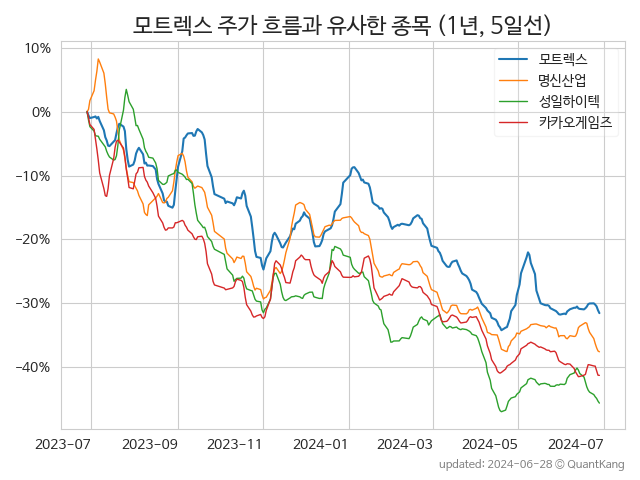 모트렉스 주가 흐름과 유사한 종목 (1년, 5일선)
모트렉스
명신산업
성일하이텍
카카오게임즈
10%
0%
−10%
−20%
−30%
−40%
2023-07 2023-09 2023-11 2024-01 2024-03 2024-05 2024-07
updated: 2024-06-28 © QuantKang